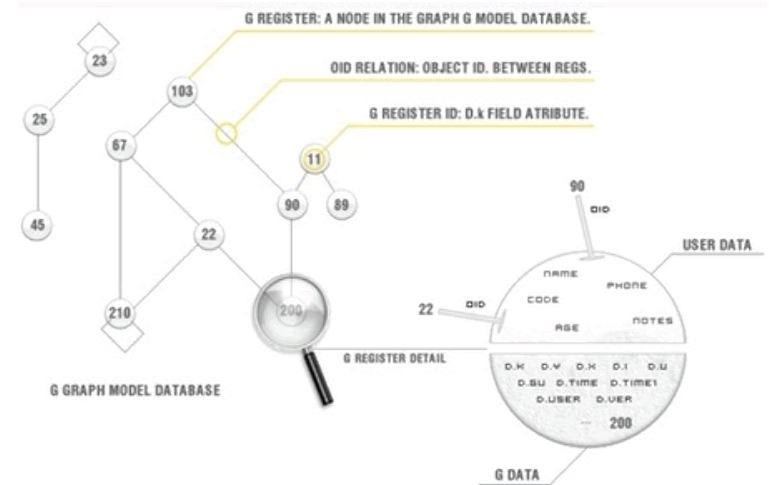 G REGISTER: A NODE IN THE GRAPH G MODEL DATABASE.
23
OID RELATION: OBJECT ID. BETWEEN REGS.
103
G REGISTER ID: D.k FIELD ATRIBUTE.
25
67
11
90
89
45
22
90
OID
USER DATA
NAME
PHONE
CODE
22
OID
NOTES
AGE
210
200
G REGISTER DETAIL
D.K D.Y D.X D.I D.U
D.GU D.TIME D.TIME1
D.USER D.VER
... 200
G GRAPH MODEL DATABASE
G DATA